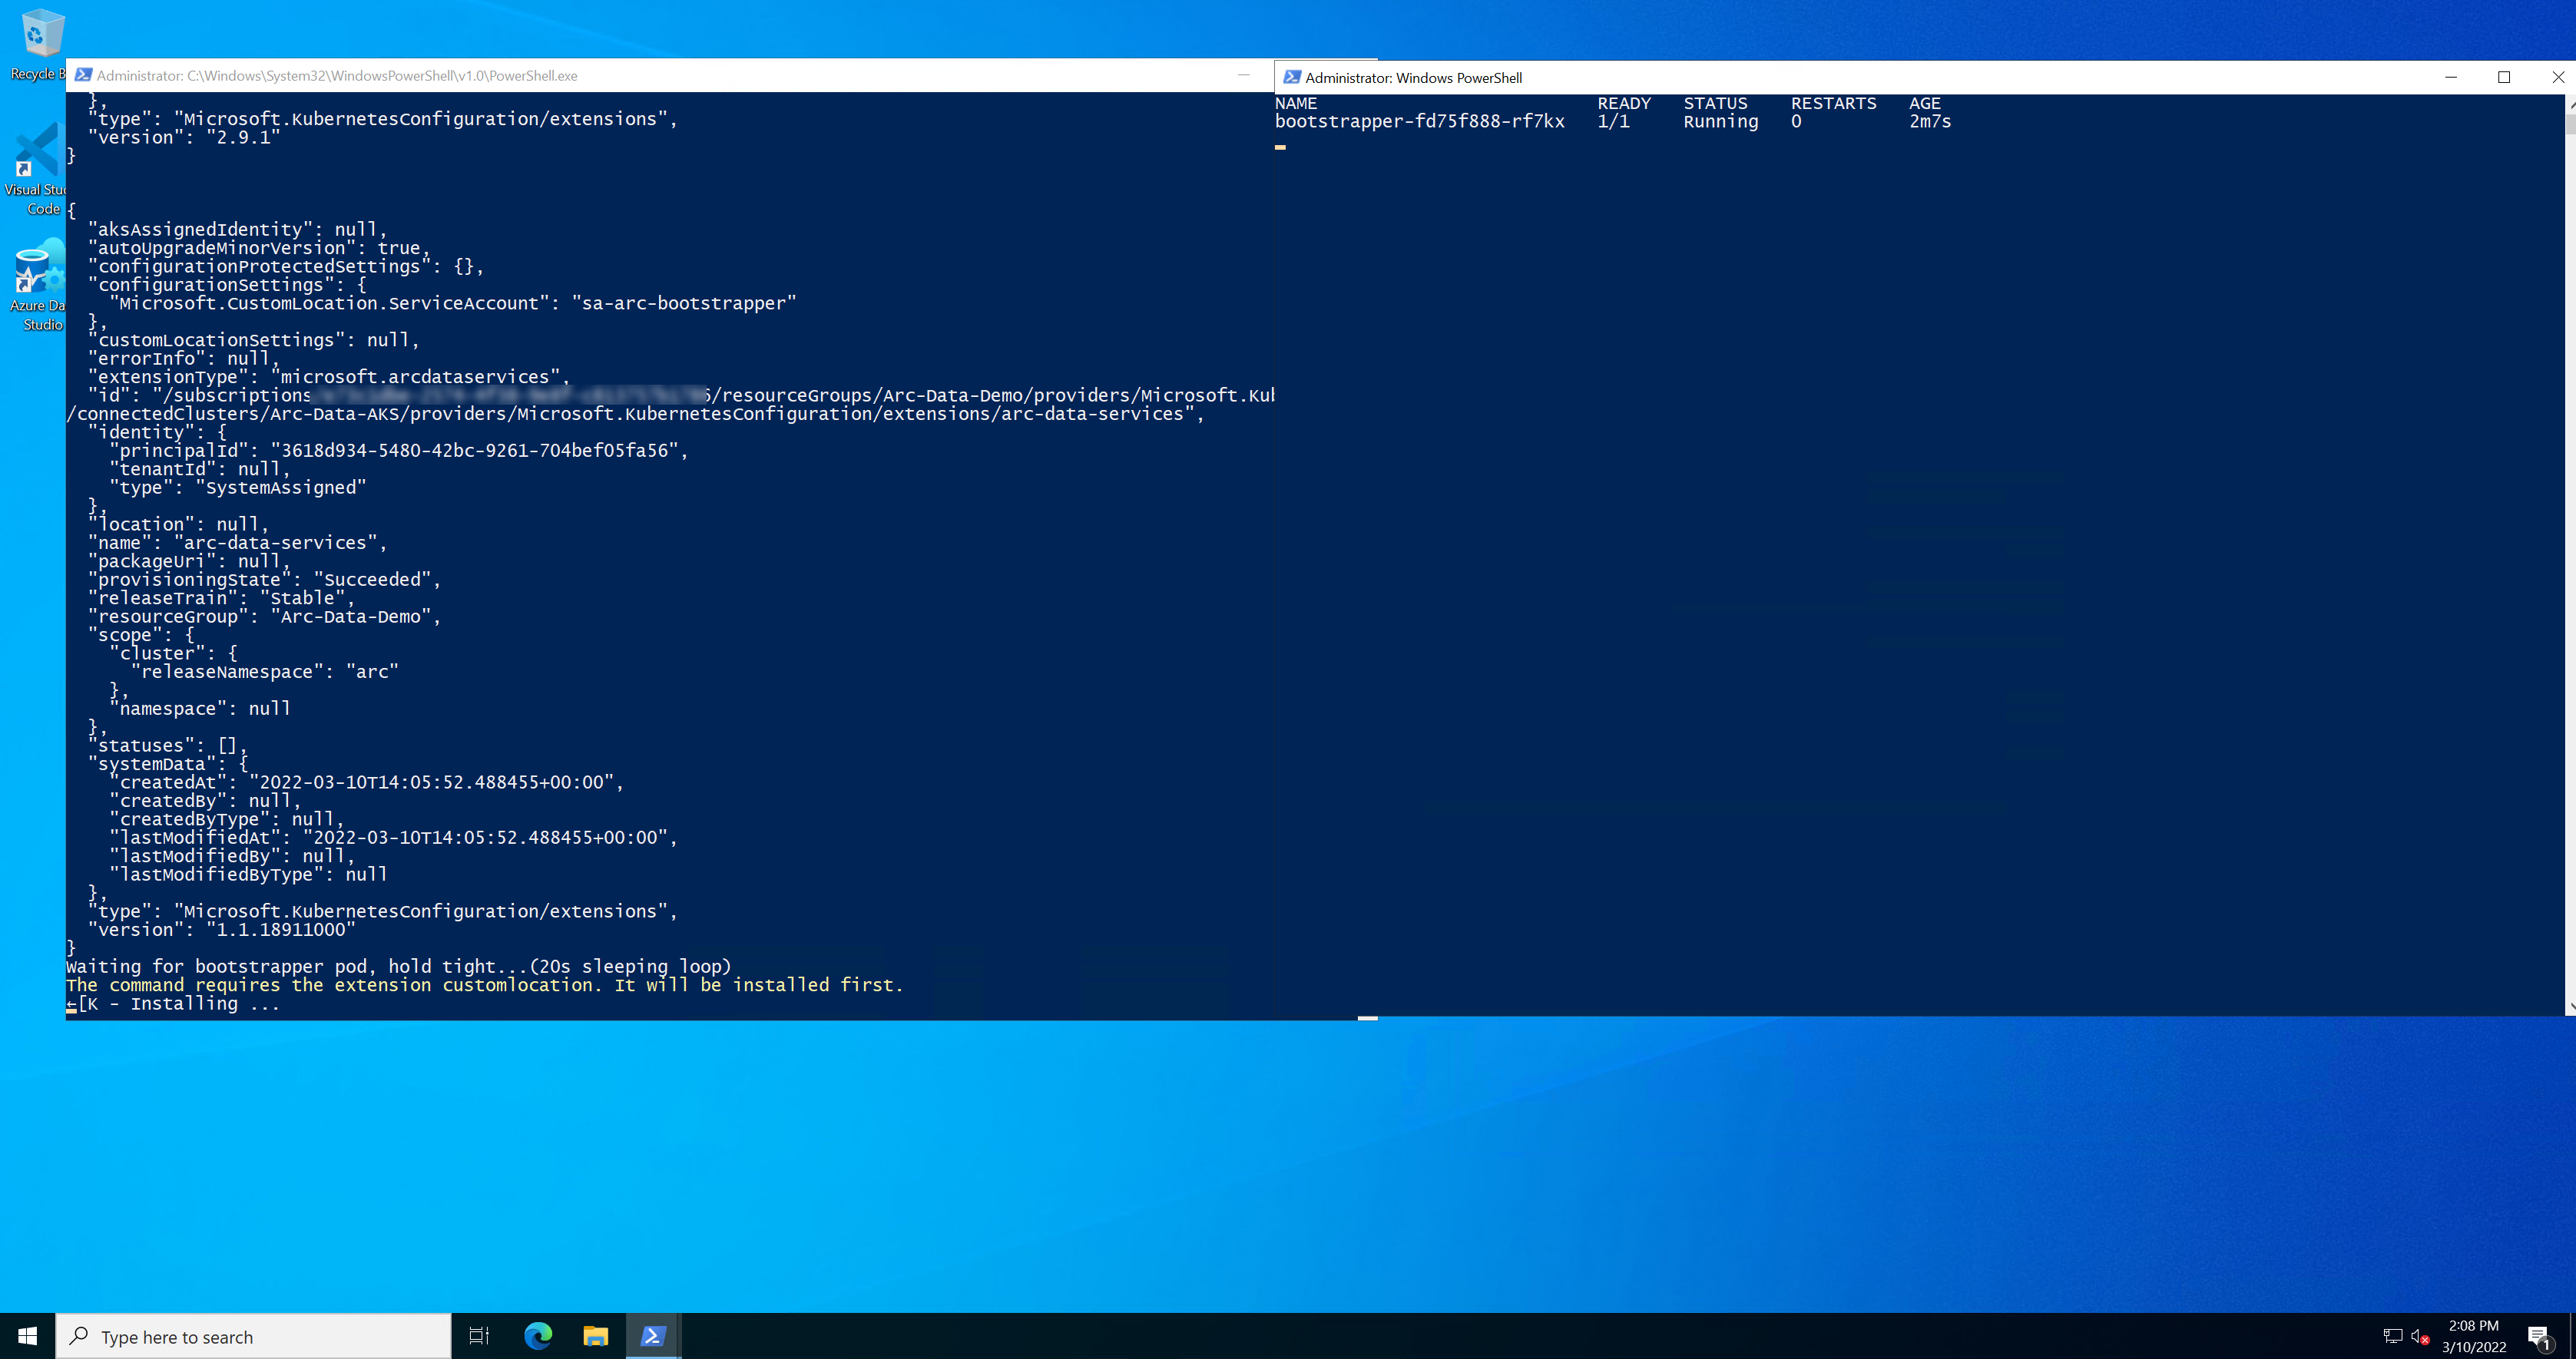 Recycle B
Visual Stud
Code
Azure Da
Studio
Administrator: C:\Windows\System32\WindowsPowerShell\v1.0\PowerShell.exe
  },
  "type": "Microsoft.KubernetesConfiguration/extensions",
  "version": "2.9.1"
}
{
  "aksAssignedIdentity": null,
  "autoUpgradeMinorVersion": true,
  "configurationProtectedSettings": {},
  "configurationSettings": {
    "Microsoft.CustomLocation.ServiceAccount": "sa-arc-bootstrapper"
  },
  "customLocationSettings": null,
  "errorInfo": null,
  "extensionType": "microsoft.arcdataservices",
  "id": "/subscriptions 6/resourceGroups/Arc-Data-Demo/providers/Microsoft.Kub
/connectedClusters/Arc-Data-AKS/providers/Microsoft.KubernetesConfiguration/extensions/arc-data-services",
  "identity": {
    "principalId": "3618d934-5480-42bc-9261-704bef05fa56",
    "tenantId": null,
    "type": "SystemAssigned"
  },
  "location": null,
  "name": "arc-data-services",
  "packageUri": null,
  "provisioningState": "Succeeded",
  "releaseTrain": "Stable",
  "resourceGroup": "Arc-Data-Demo",
  "scope": {
    "cluster": {
      "releaseNamespace": "arc"
    },
    "namespace": null
  },
  "statuses": [],
  "systemData": {
    "createdAt": "2022-03-10T14:05:52.488455+00:00",
    "createdBy": null,
    "createdByType": null,
    "lastModifiedAt": "2022-03-10T14:05:52.488455+00:00",
    "lastModifiedBy": null,
    "lastModifiedByType": null
  },
  "type": "Microsoft.KubernetesConfiguration/extensions",
  "version": "1.1.18911000"
}
Waiting for bootstrapper pod, hold tight...(20s sleeping loop)
The command requires the extension customlocation. It will be installed first.
←[K - Installing ...
Administrator: Windows PowerShell
NAME READY STATUS RESTARTS AGE
bootstrapper-fd75f888-rf7kx 1/1 Running 0 2m7s
Type here to search
2:08 PM
3/10/2022
1